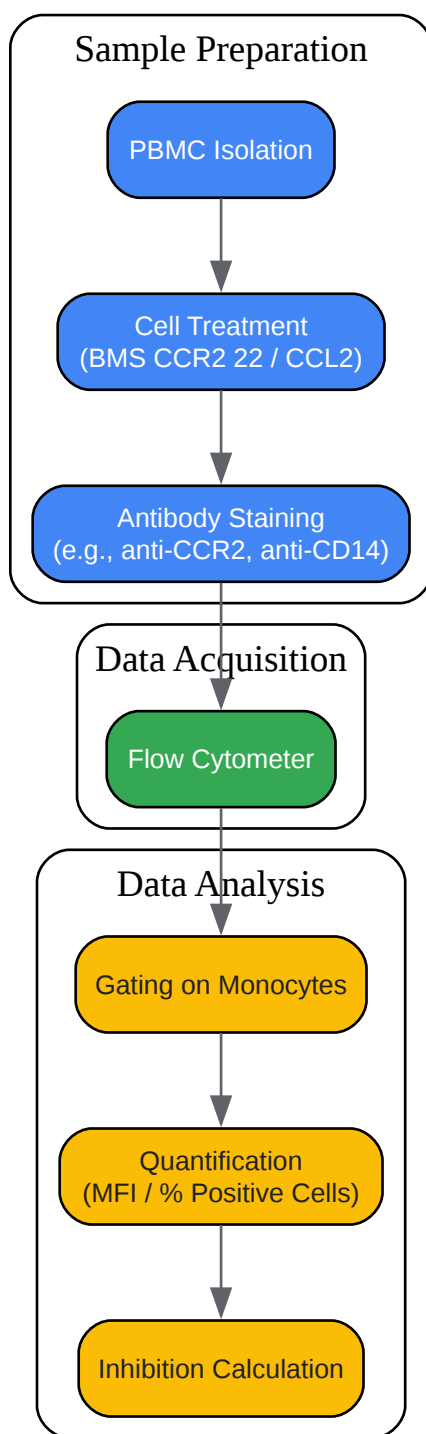 Sample Preparation
PBMC Isolation
Cell Treatment
(BMS CCR2 22 / CCL2)
Antibody Staining
(e.g., anti-CCR2, anti-CD14)
Data Acquisition
Flow Cytometer
Data Analysis
Gating on Monocytes
Quantification
(MFI / % Positive Cells)
Inhibition Calculation